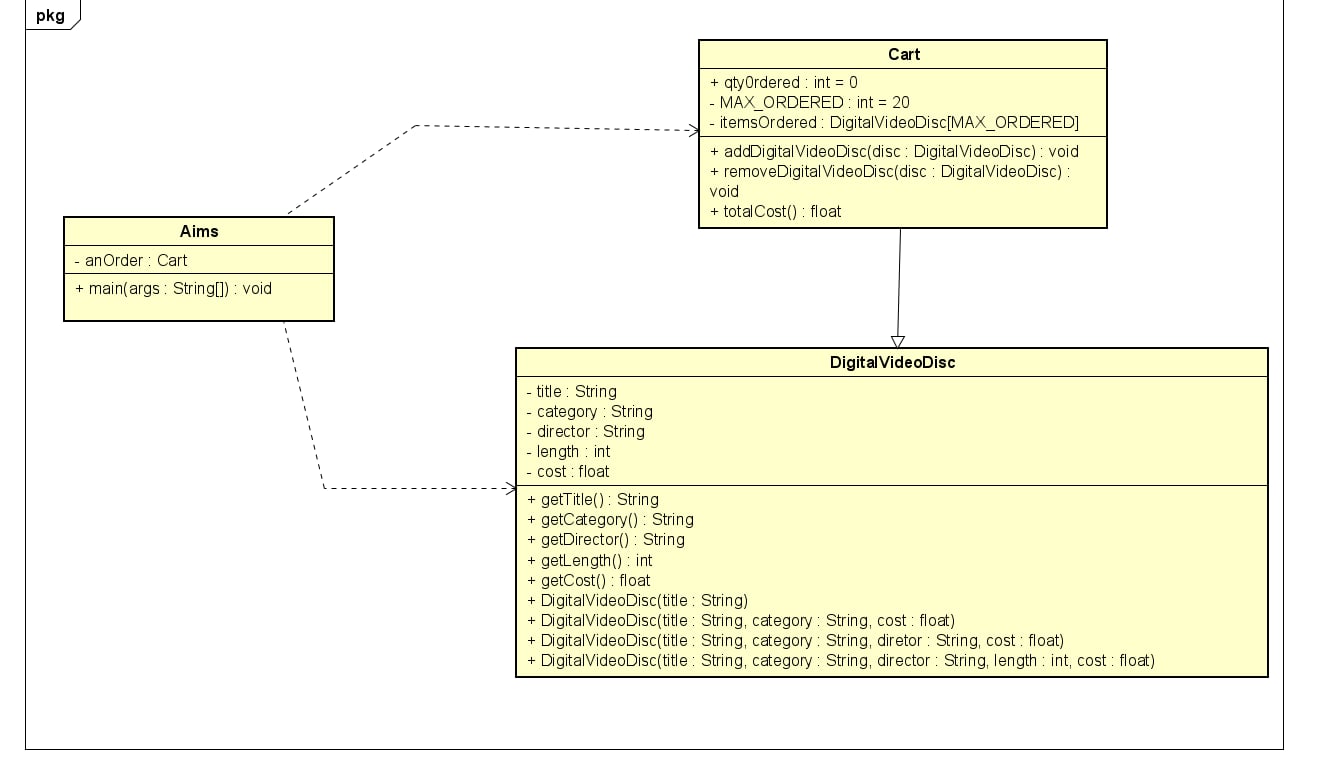 pkg
Cart
+ qty0rdered : int = 0
- MAX_ORDERED : int = 20
- itemsOrdered : DigitalVideoDisc[MAX_ORDERED]
+ addDigitalVideoDisc(disc : DigitalVideoDisc) : void
+ removeDigitalVideoDisc(disc : DigitalVideoDisc) :
void
+ totalCost() : float
Aims
- anOrder : Cart
+ main(args : String[]) : void
DigitalVideoDisc
- title : String
- category : String
- director : String
- length : int
- cost : float
+ getTitle() : String
+ getCategory() : String
+ getDirector() : String
+ getLength() : int
+ getCost() : float
+ DigitalVideoDisc(title : String)
+ DigitalVideoDisc(title : String, category : String, cost : float)
+ DigitalVideoDisc(title : String, category : String, diretor : String, cost : float)
+ DigitalVideoDisc(title : String, category : String, director : String, length : int, cost : float)